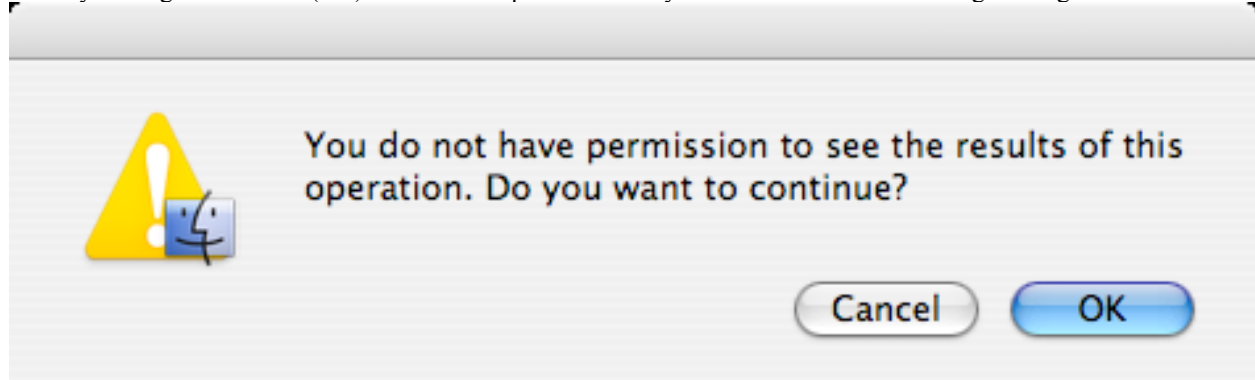 You do not have permission to see the results of this
operation. Do you want to continue?
Cancel
OK